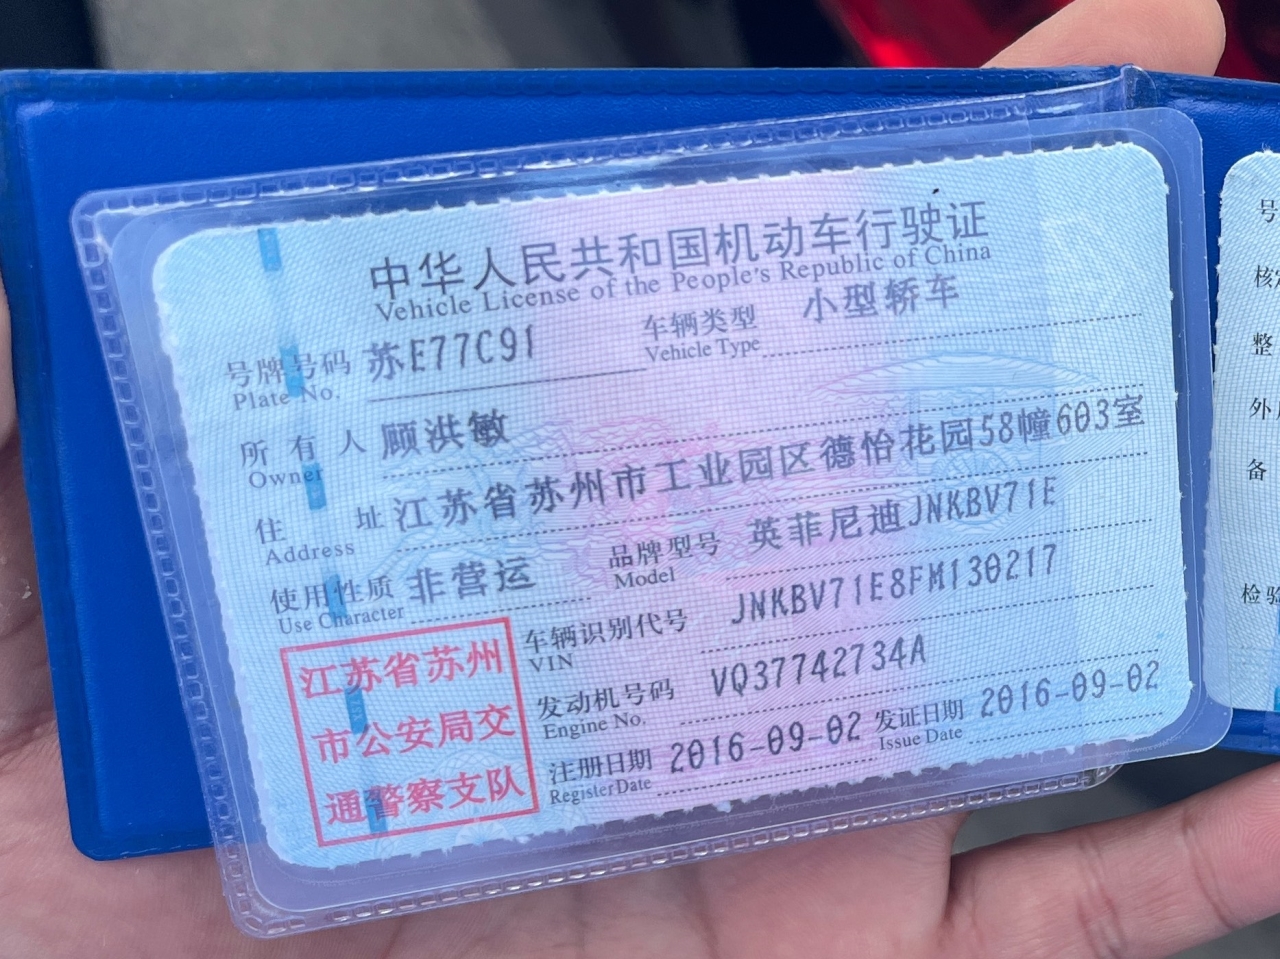 中华人民共和国机动车行驶证
Vehicle License of the People's Republic of China
号牌号码 苏E77C91 车辆类型 小型轿车
Plate No. Vehicle Type
所有人 顾洪敏
Owner
住址 江苏省苏州市工业园区德怡花园58幢603室
Address
使用性质 非营运 品牌型号 英菲尼迪JNKBV71E
Use Character Model
车辆识别代号 JNKBV71E8FM130217
VIN
发动机号码 VQ37742734A
Engine No.
注册日期 2016-09-02 发证日期 2016-09-02
Register Date Issue Date
江苏省苏州
市公安局交
通警察支队
号
核定
整
外
备
检验